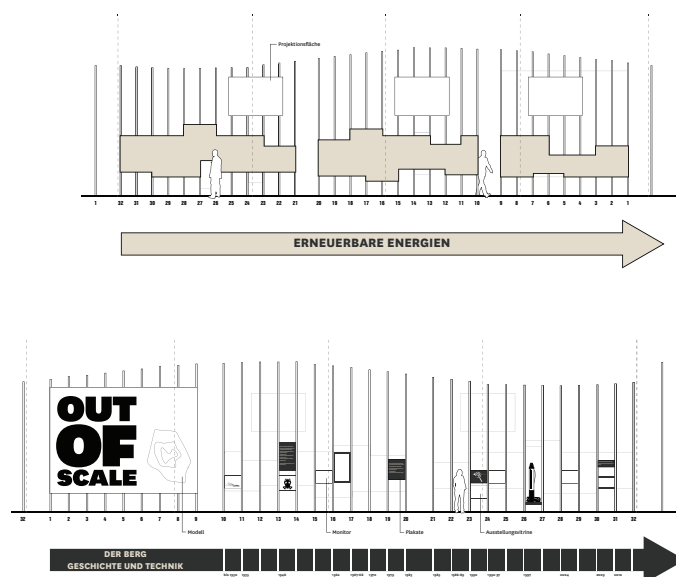 Projektionsfläche
1 32 31 30 29 28 27 26 25 24 23 22 21 20 19 18 17 16 15 14 13 12 11 10 9 8 7 6 5 4 3 2 1
ERNEUERBARE ENERGIEN
OUT
OF
SCALE
32 1 2 3 4 5 6 7 8 9 10 11 12 13 14 15 16 17 18 19 20 21 22 23 24 25 26 27 28 29 30 31 32
Modell
Monitor
Plakate
Ausstellungsvitrine
DER BERG
GESCHICHTE UND TECHNIK
1948 1970 1997 2004